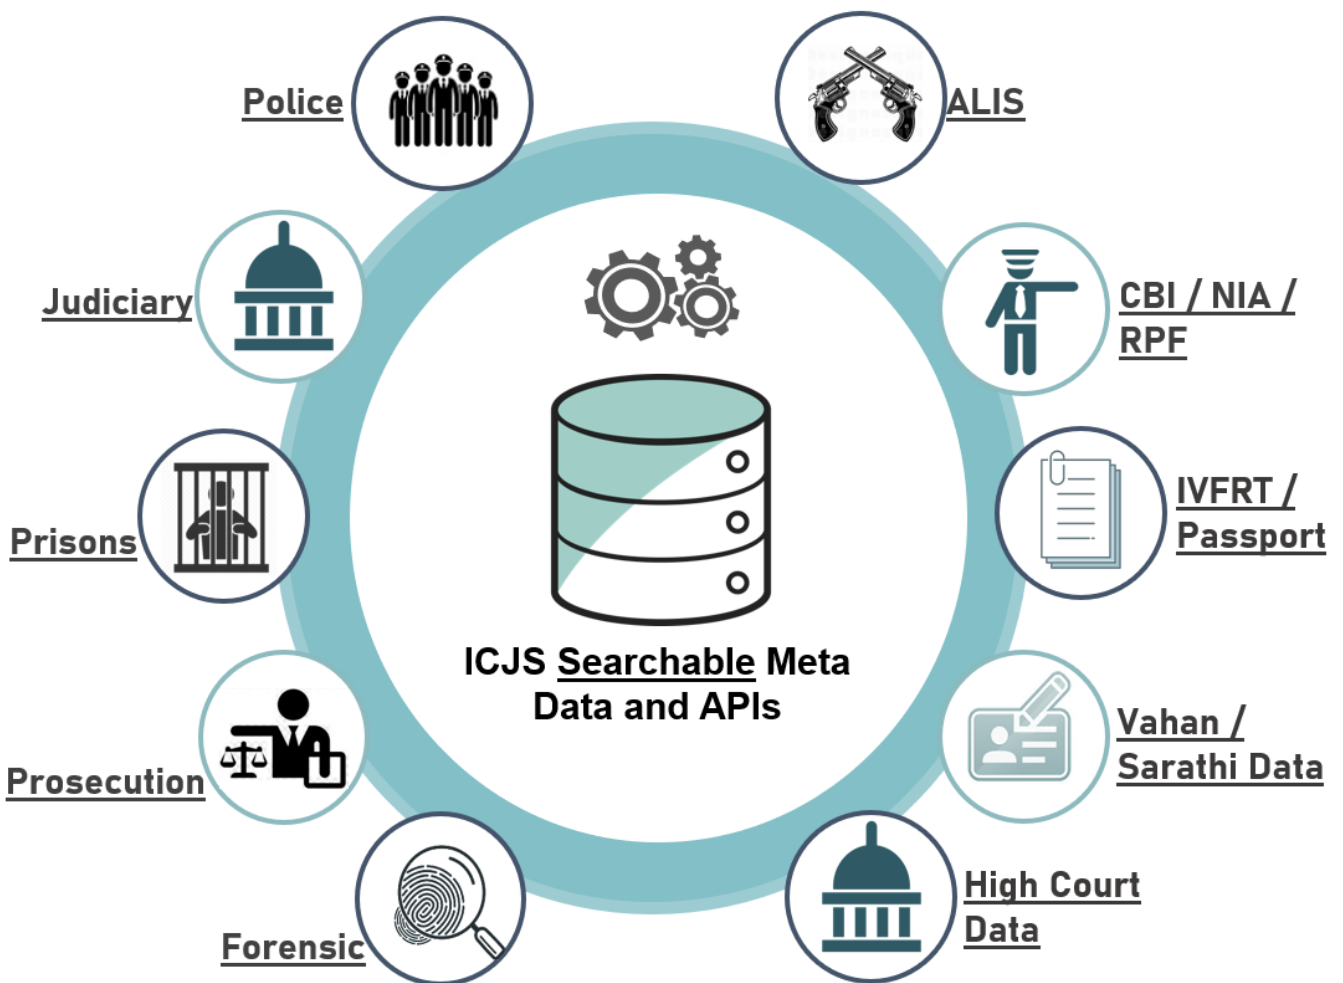 Police
ALIS
Judiciary
CBI / NIA /
RPF
Prisons
IVFRT /
Passport
ICJS Searchable Meta
Data and APIs
Prosecution
Vahan /
Sarathi Data
Forensic
High Court
Data